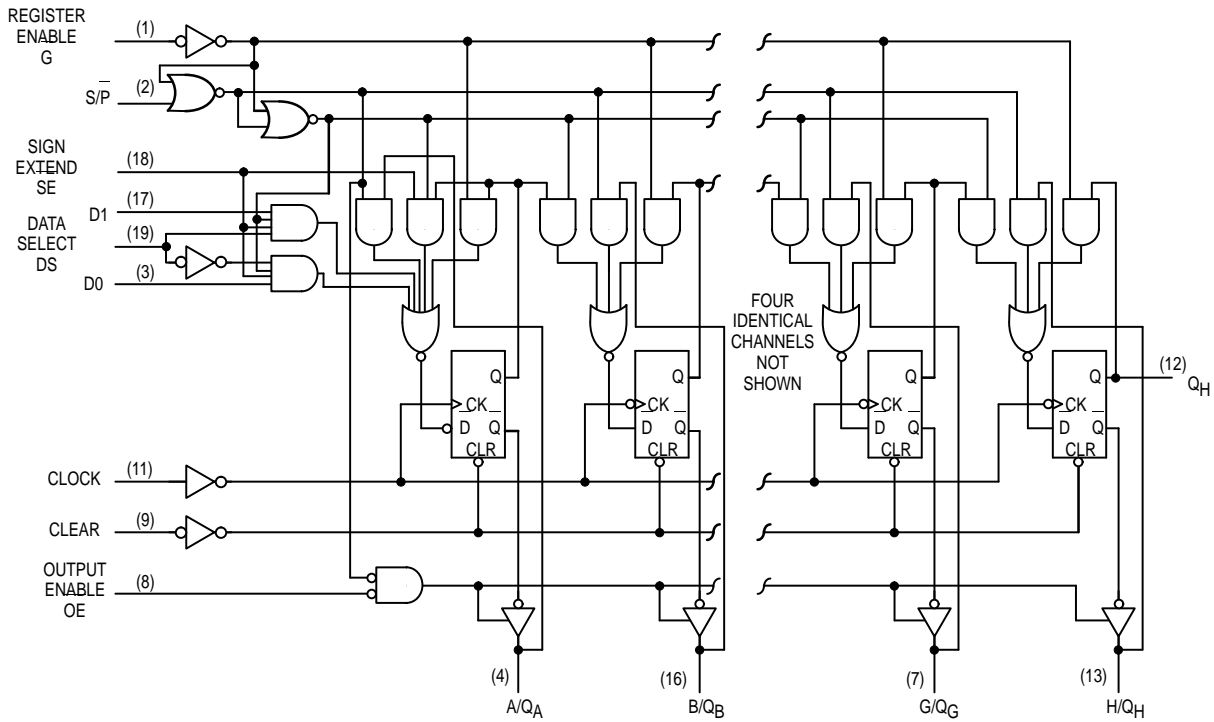 REGISTER
ENABLE
G
(1)
S/P̅
(2)
SIGN
EXTEND
SE
(18)
D1
(17)
DATA
SELECT
DS
(19)
D0
(3)
FOUR
IDENTICAL
CHANNELS
NOT
SHOWN
Q
CK
D̅
Q̅
CLR
Q
CK
D̅
Q̅
CLR
Q
CK
D̅
Q̅
CLR
Q
CK
D̅
Q̅
CLR
(12)
QH
CLOCK
(11)
CLEAR
(9)
OUTPUT
ENABLE
OE
(8)
(4)
A/QA
(16)
B/QB
(7)
G/QG
(13)
H/QH